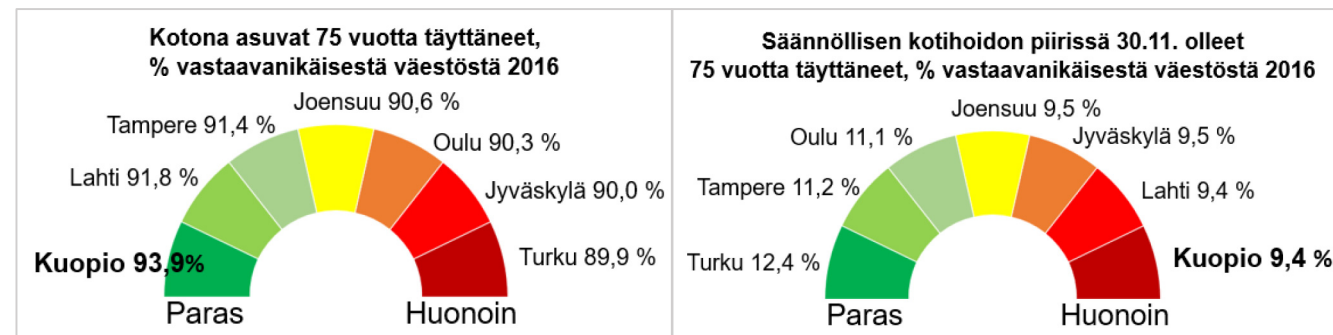 Kotona asuvat 75 vuotta täyttäneet,
% vastaavanikäisestä väestöstä 2016
Joensuu 90,6 %
Tampere 91,4 %
Oulu 90,3 %
Lahti 91,8 %
Jyväskylä 90,0 %
Kuopio 93,9%
Turku 89,9 %
Paras
Huonoin
Säännöllisen kotihoidon piirissä 30.11. olleet
75 vuotta täyttäneet, % vastaavanikäisestä väestöstä 2016
Joensuu 9,5 %
Oulu 11,1 %
Jyväskylä 9,5 %
Tampere 11,2 %
Lahti 9,4 %
Turku 12,4 %
Kuopio 9,4 %
Paras
Huonoin